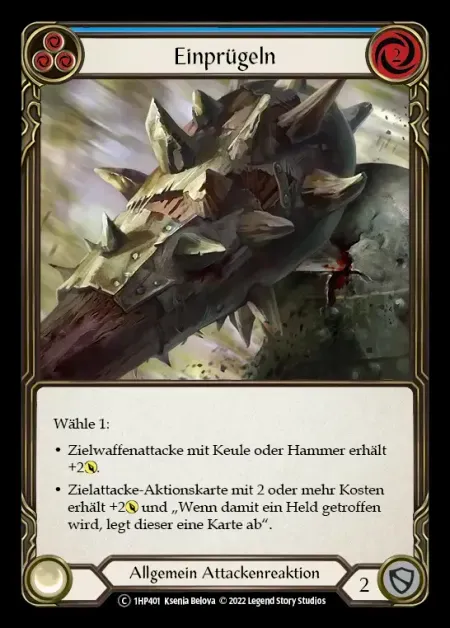 Einprügeln
2
Wähle 1:
• Zielwaffenattacke mit Keule oder Hammer erhält
+2.
• Zielattacke-Aktionskarte mit 2 oder mehr Kosten
erhält +2 und „Wenn damit ein Held getroffen
wird, legt dieser eine Karte ab“.
Allgemein Attackenreaktion
2
C 1HP401 Ksenia Belova ©2022 Legend Story Studios